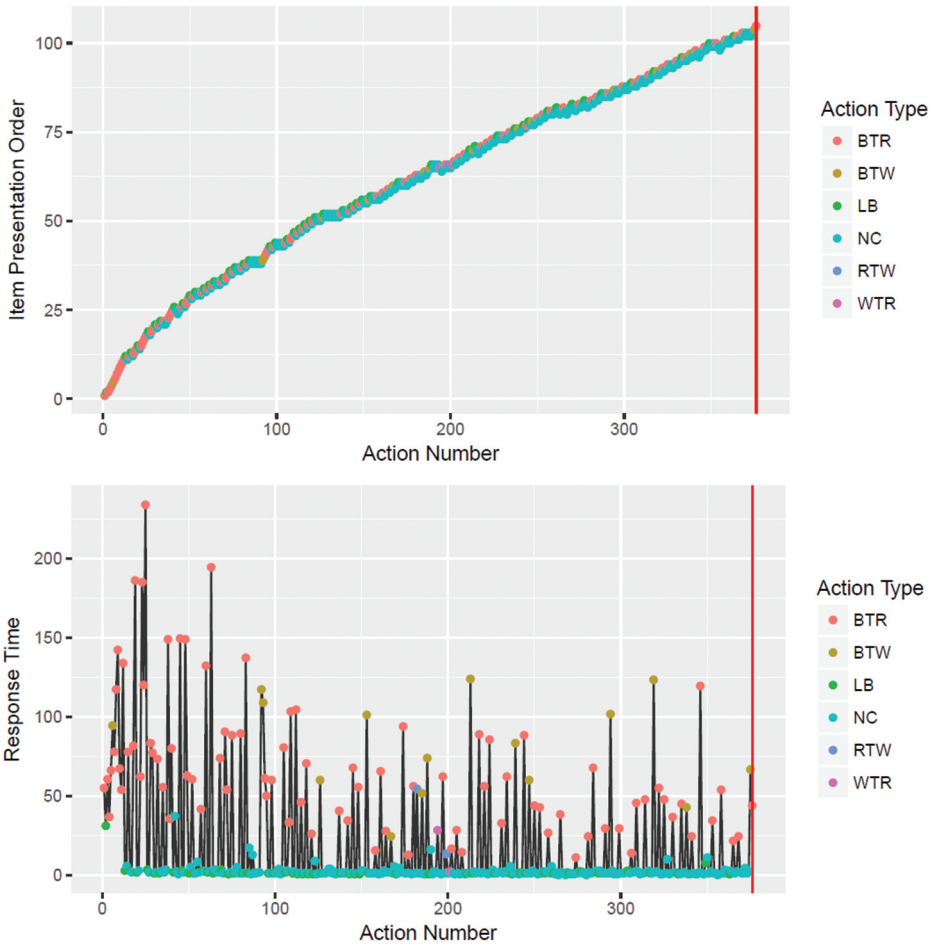 Item Presentation Order
100
75
50
25
0
0
100
200
300
Action Number
Action Type
BTR
BTW
LB
NC
RTW
WTR
Response Time
200
150
100
50
0
0
100
200
300
Action Number
Action Type
BTR
BTW
LB
NC
RTW
WTR